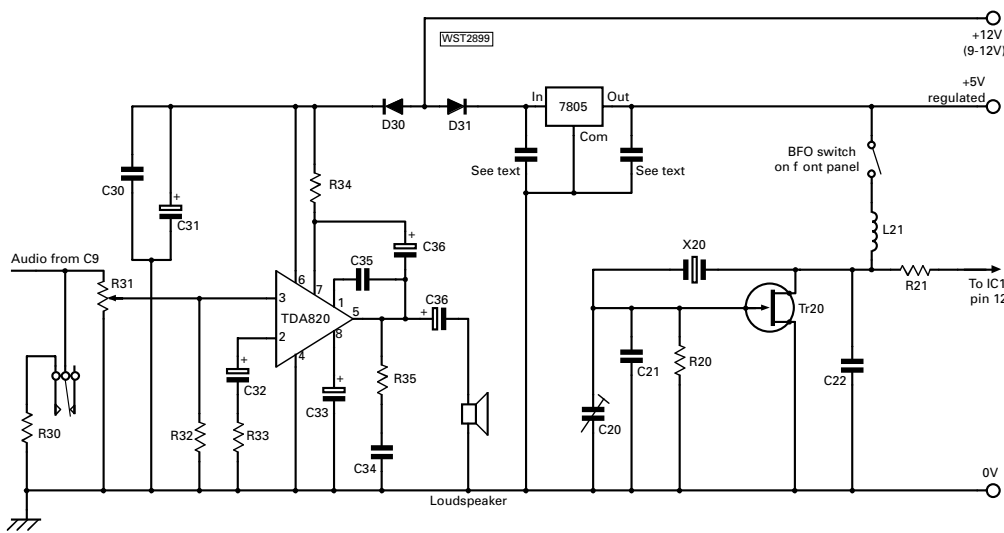 +12V
(9-12V)
WST2899
+5V
regulated
In
7805
Out
D30
D31
Com
BFO switch
on f ont panel
See text
See text
C30
R34
C31
L21
+
+
C36
X20
Audio from C9
C35
R31
6
7
C36
R21
To IC1
pin 12
3
1
+
5
TDA820
Tr20
2
8
4
+
+
R35
C21
R20
C22
C32
C33
C20
R30
R32
R33
C34
0V
Loudspeaker